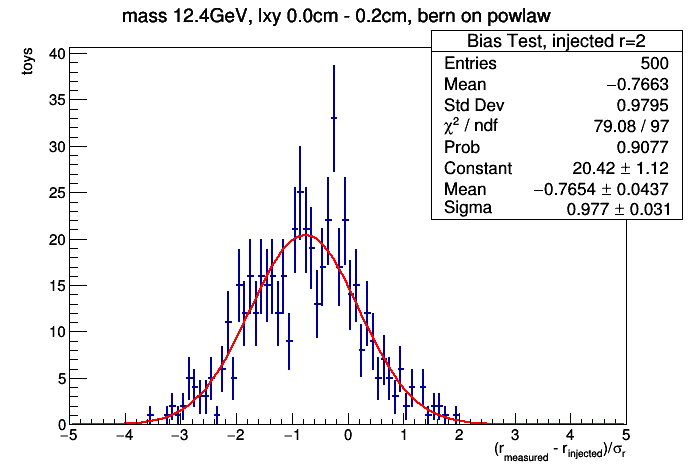 mass 12.4GeV, lxy 0.0cm - 0.2cm, bern on powlaw
Bias Test, injected r=2
Entries 500
Mean −0.7663
Std Dev 0.9795
χ² / ndf 79.08 / 97
Prob 0.9077
Constant 20.42 ± 1.12
Mean −0.7654 ± 0.0437
Sigma 0.977 ± 0.031
toys
40
35
30
25
20
15
10
5
0
−5 −4 −3 −2 −1 0 1 2 3 4 5
(r_measured - r_injected)/σ_r